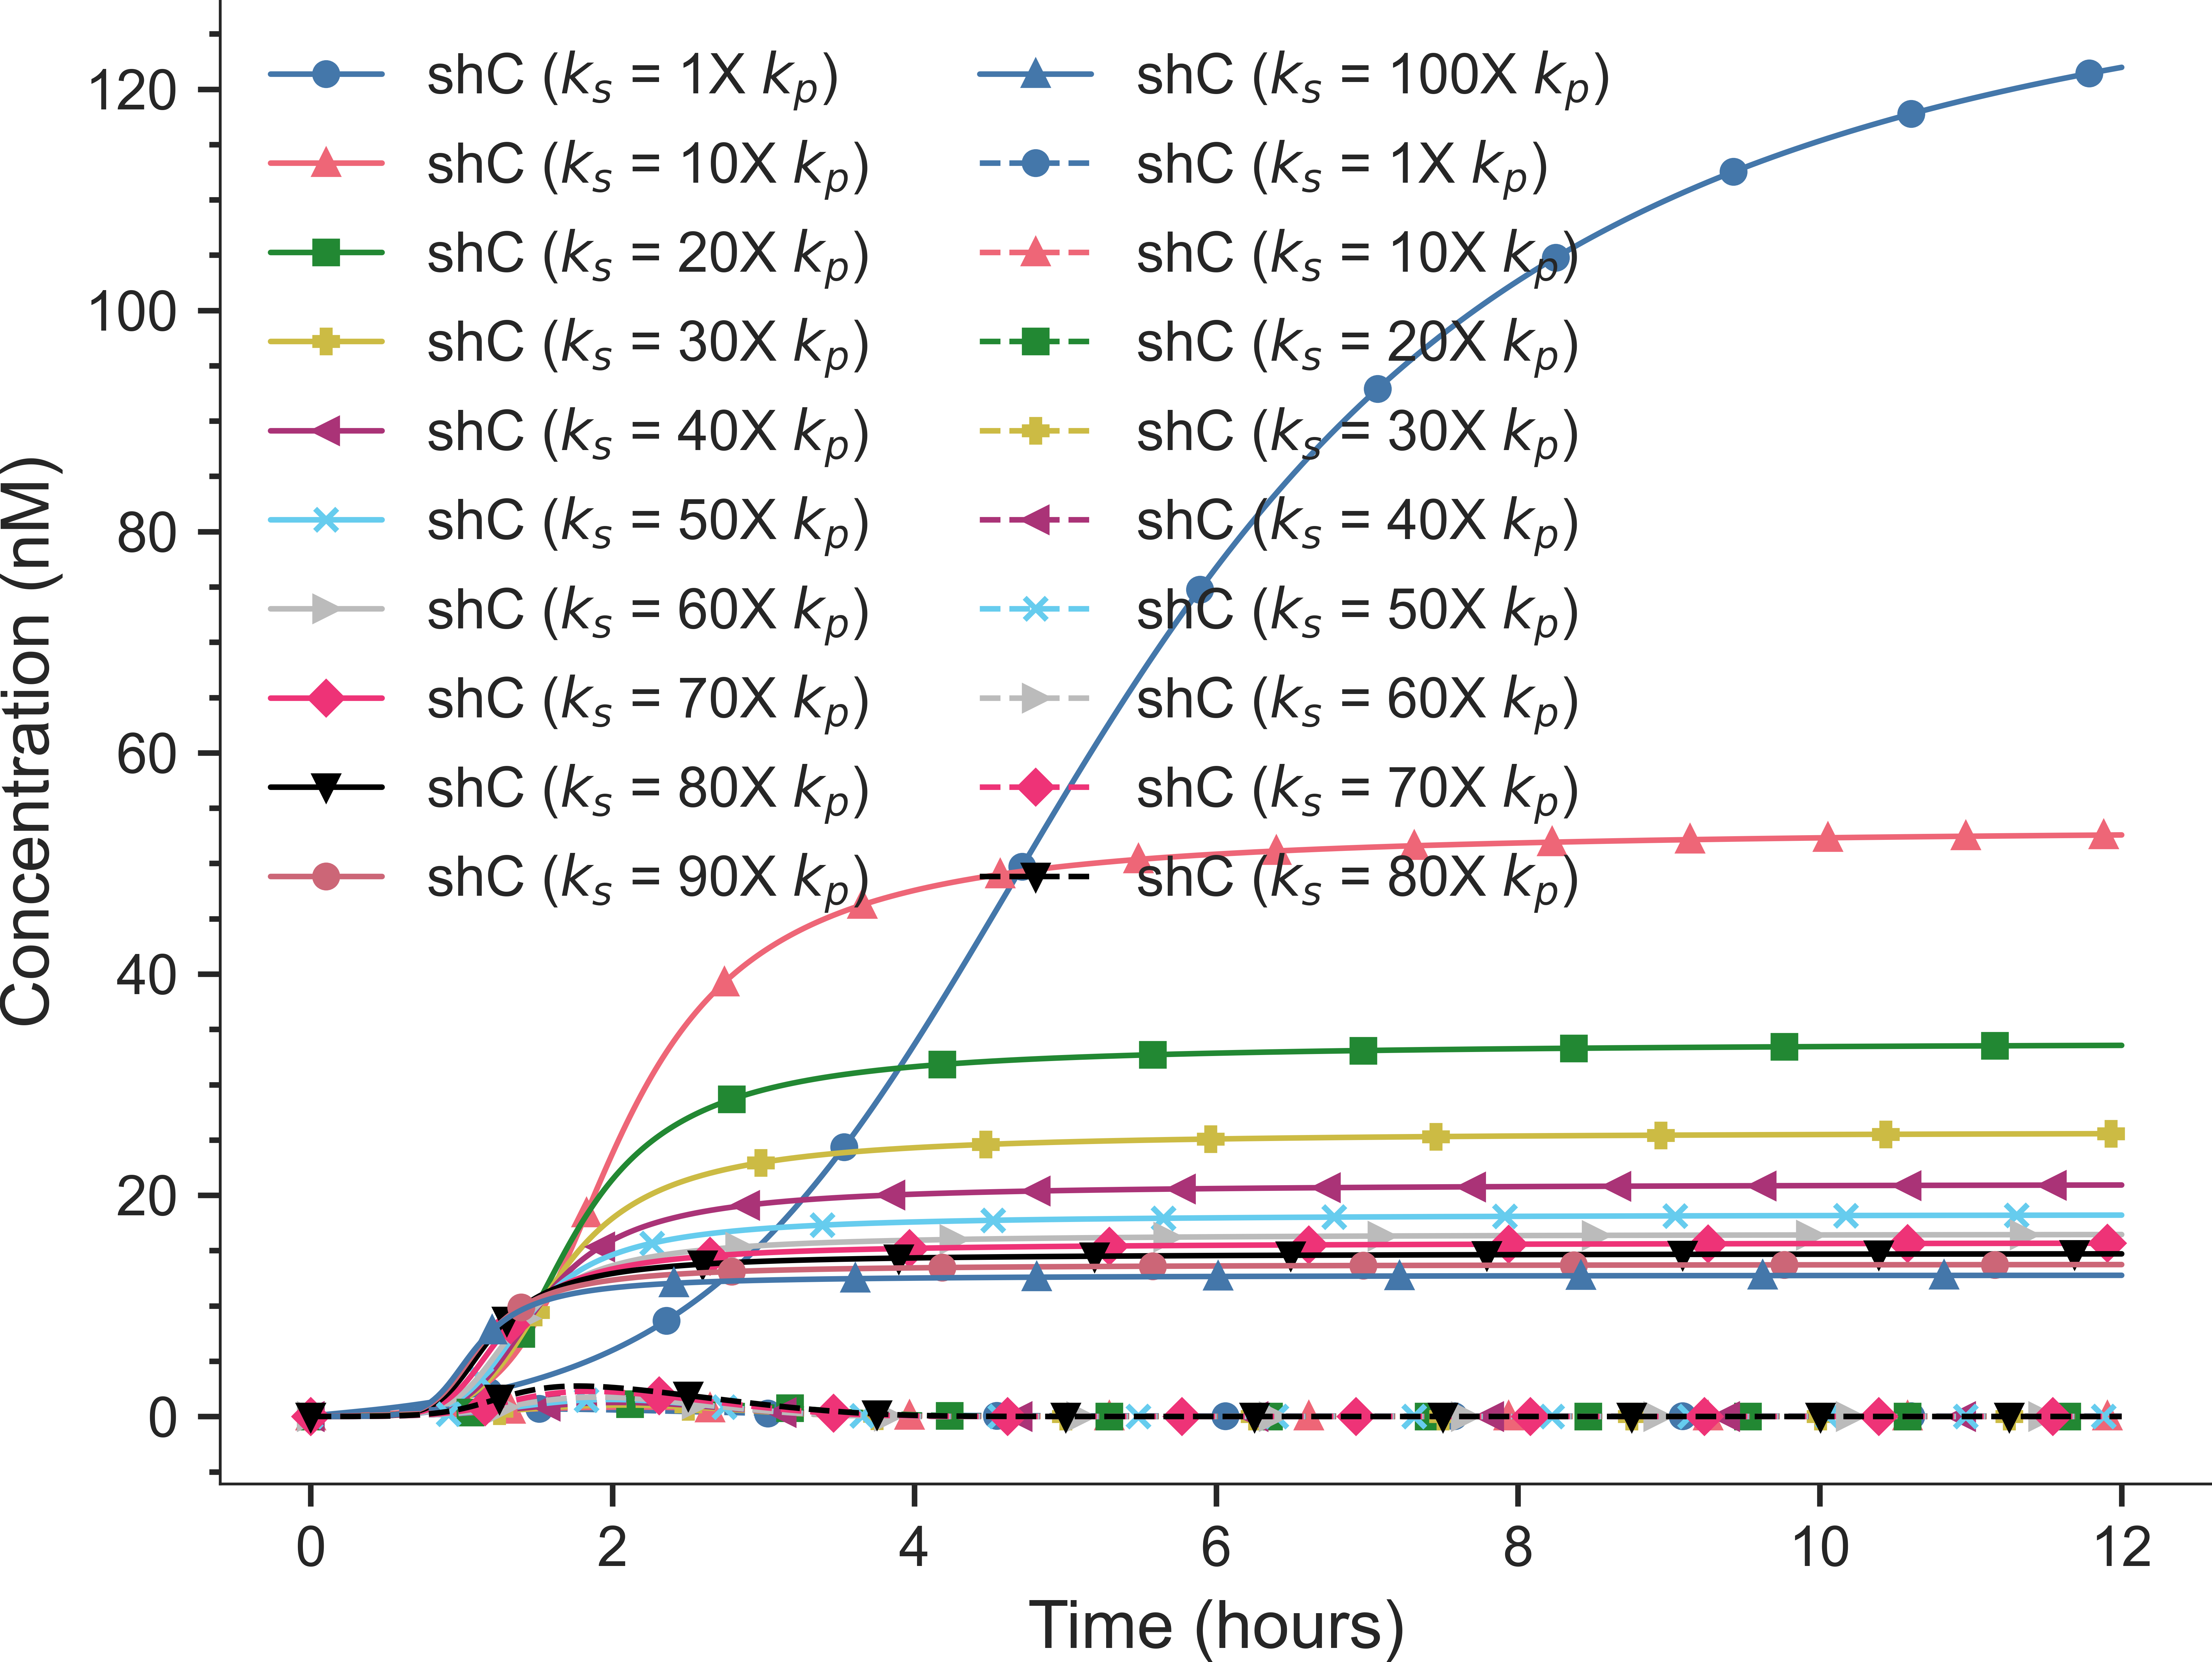 Concentration (nM)
120
100
80
60
40
20
0
shC (kₛ = 1X kₚ)
shC (kₛ = 10X kₚ)
shC (kₛ = 20X kₚ)
shC (kₛ = 30X kₚ)
shC (kₛ = 40X kₚ)
shC (kₛ = 50X kₚ)
shC (kₛ = 60X kₚ)
shC (kₛ = 70X kₚ)
shC (kₛ = 80X kₚ)
shC (kₛ = 90X kₚ)
shC (kₛ = 100X kₚ)
shC (kₛ = 1X kₚ)
shC (kₛ = 10X kₚ)
shC (kₛ = 20X kₚ)
shC (kₛ = 30X kₚ)
shC (kₛ = 40X kₚ)
shC (kₛ = 50X kₚ)
shC (kₛ = 60X kₚ)
shC (kₛ = 70X kₚ)
shC (kₛ = 80X kₚ)
0 2 4 6 8 10 12
Time (hours)